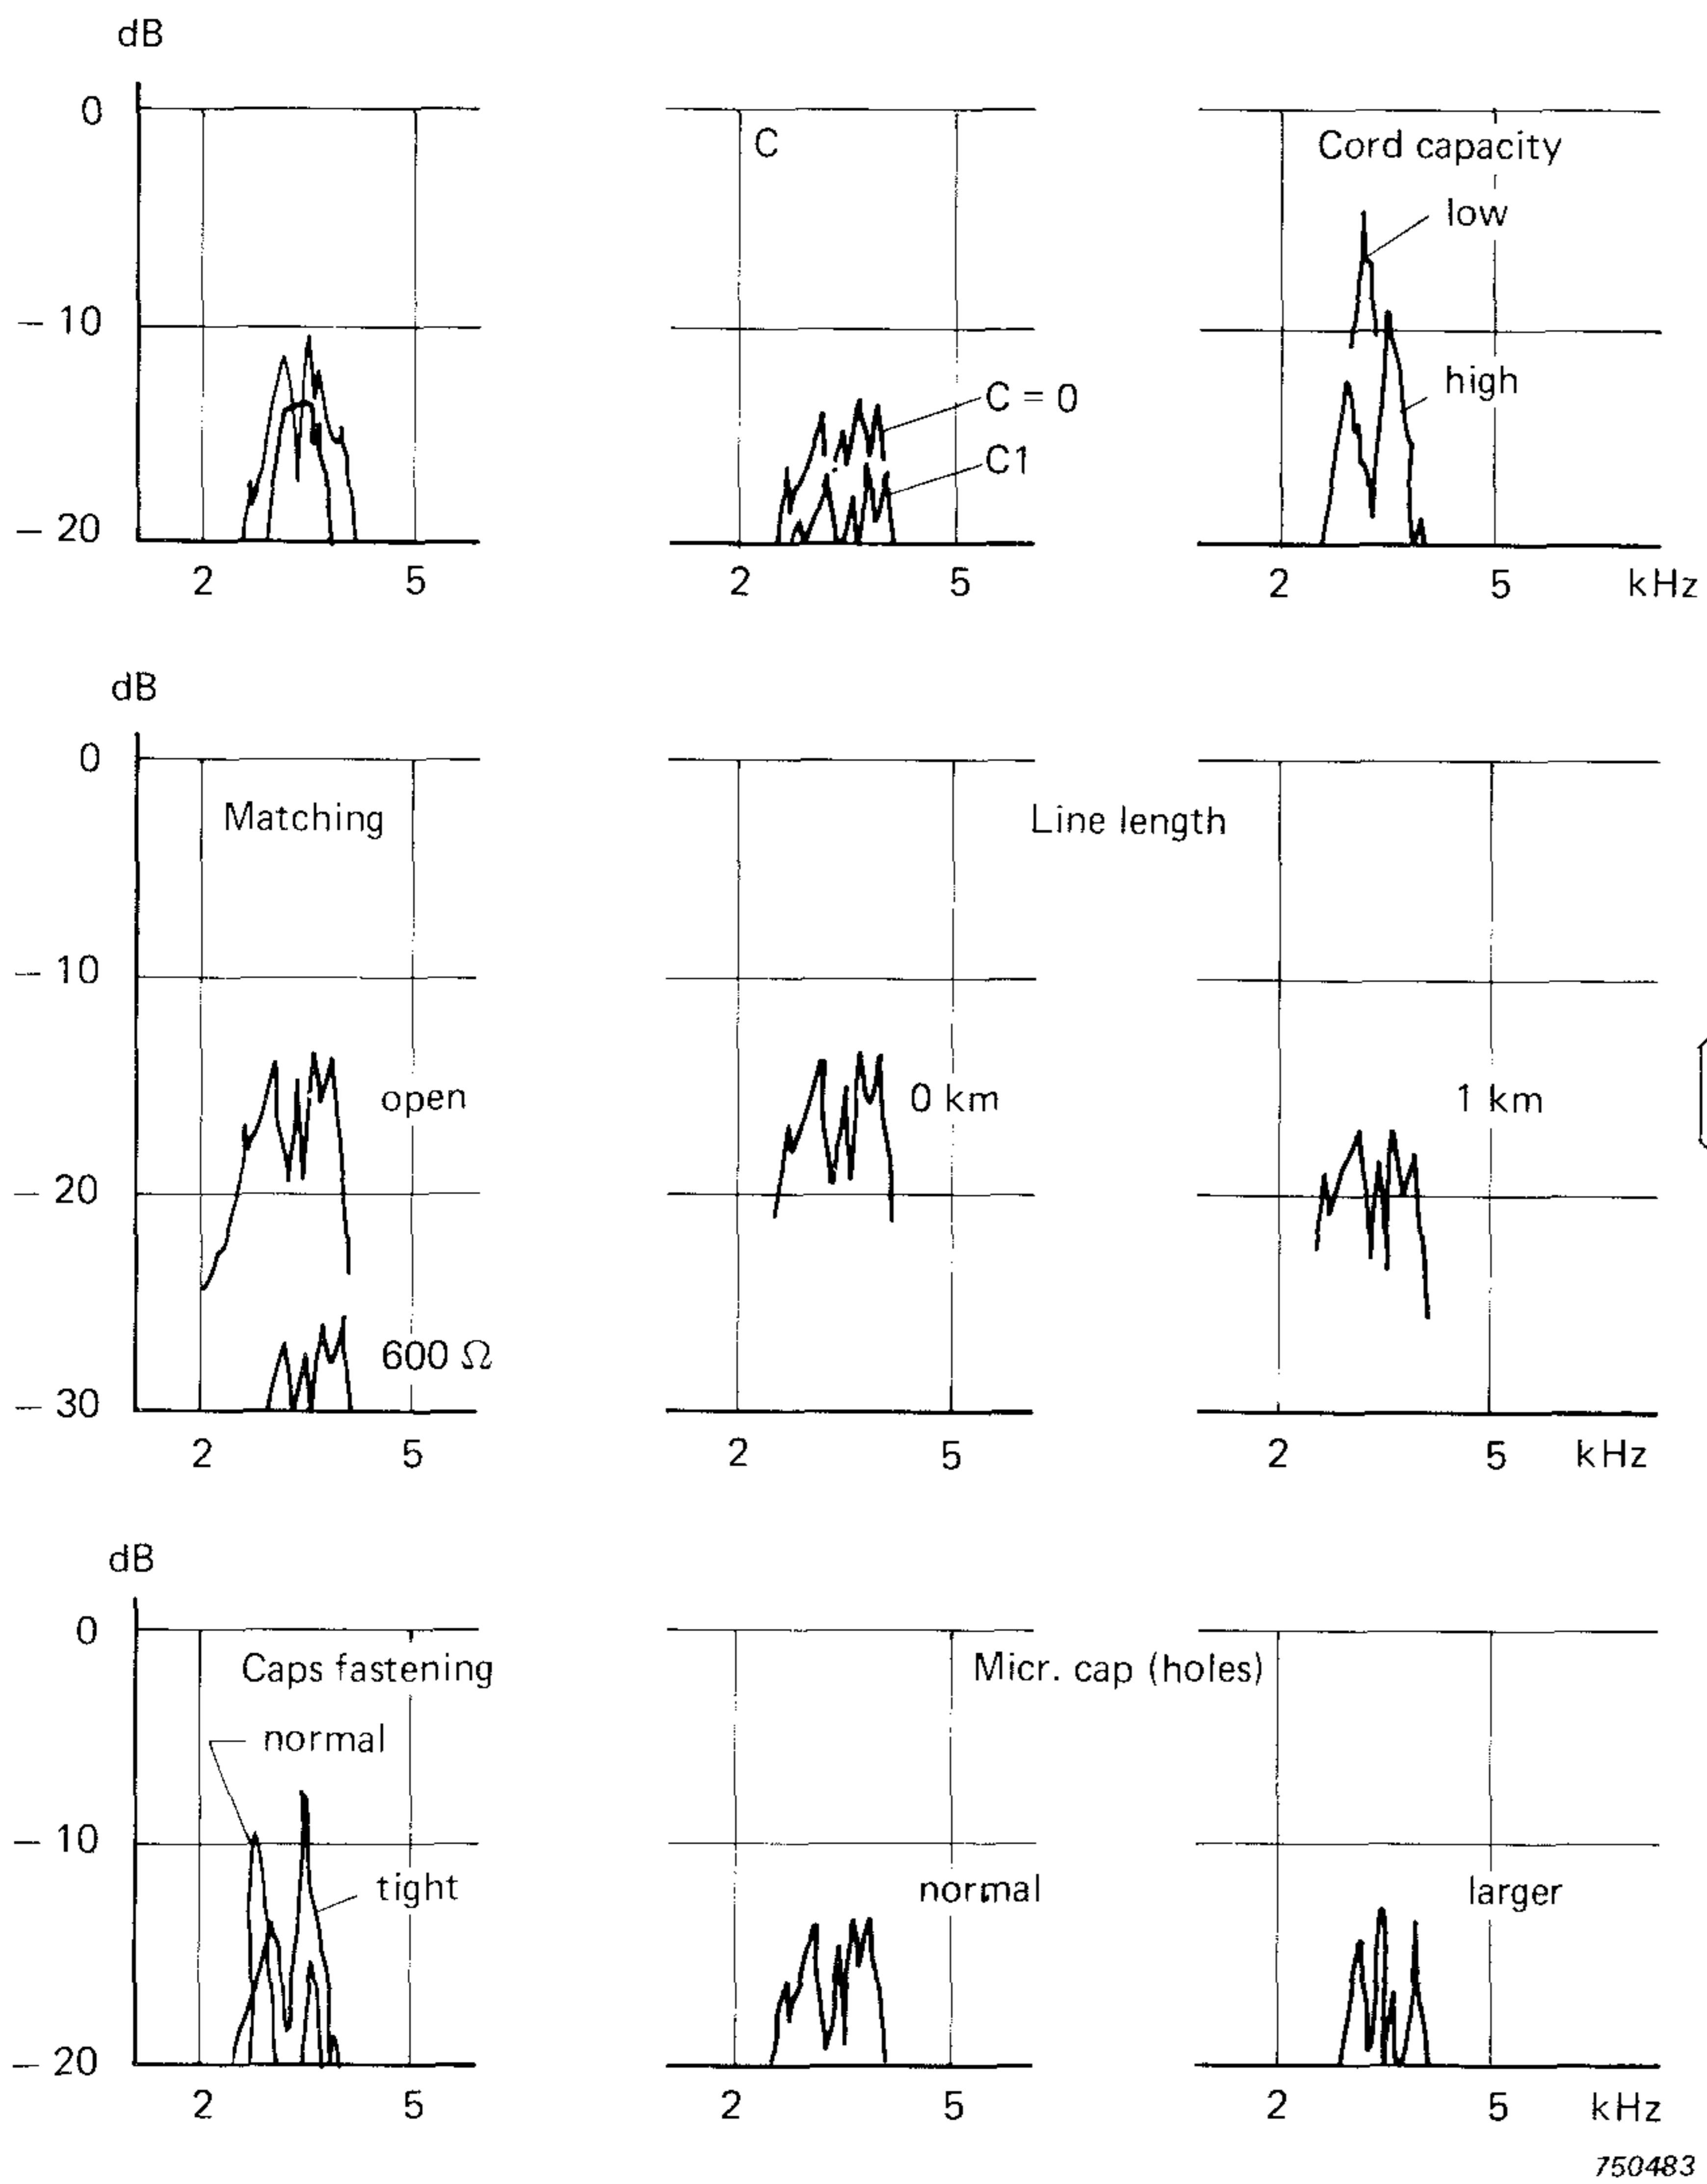 dB
0
C
Cord capacity
low
– 10
high
C = 0
C1
– 20
2 5 2 5 2 5 kHz
dB
0
Matching
Line length
– 10
open
0 km
1 km
– 20
600 Ω
– 30
2 5 2 5 2 5 kHz
dB
0
Caps fastening
Micr. cap (holes)
normal
– 10
tight
normal
larger
– 20
2 5 2 5 2 5 kHz
750483